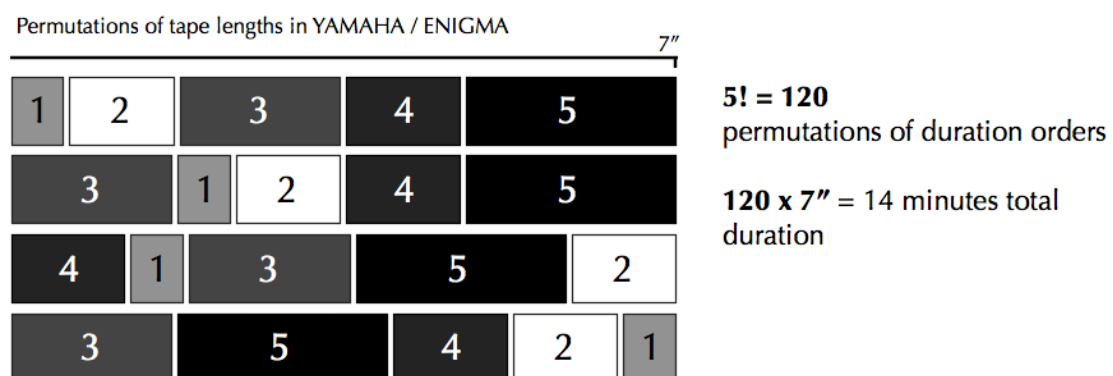 Permutations of tape lengths in YAMAHA / ENIGMA
7″
1 2 3 4 5
3 1 2 4 5
4 1 3 5 2
3 5 4 2 1
5! = 120
permutations of duration orders
120 x 7″ = 14 minutes total
duration